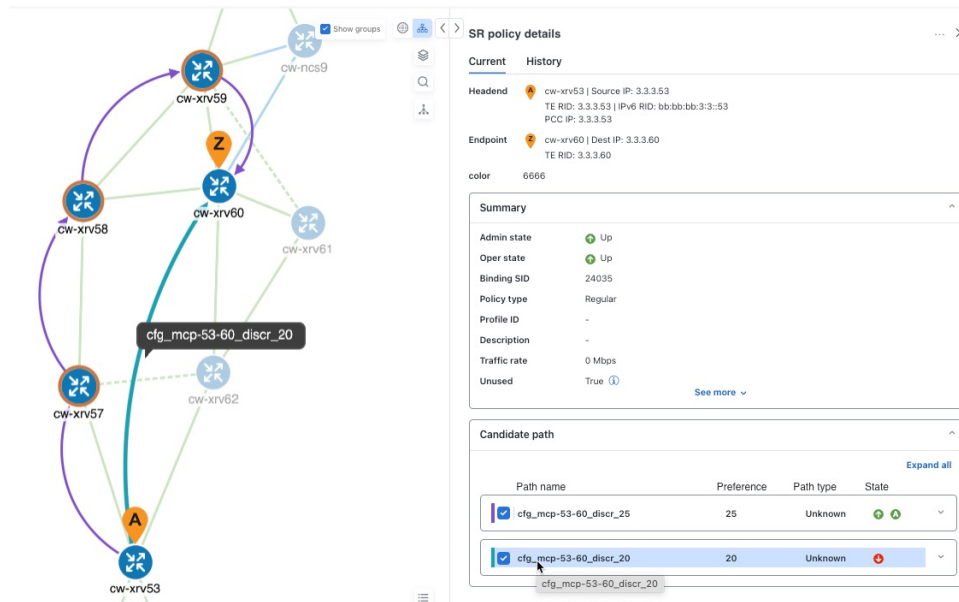 Show groups
cw-ncs9
cw-xrv59
Z
cw-xrv60
cw-xrv58
cw-xrv61
cfg_mcp-53-60_discr_20
cw-xrv62
cw-xrv57
A
cw-xrv53
SR policy details
Current History
Headend A cw-xrv53 | Source IP: 3.3.3.53
TE RID: 3.3.3.53 | IPv6 RID: bb:bb:bb:3:3::53
PCC IP: 3.3.3.53
Endpoint Z cw-xrv60 | Dest IP: 3.3.3.60
TE RID: 3.3.3.60
color 6666
Summary
Admin state Up
Oper state Up
Binding SID 24035
Policy type Regular
Profile ID -
Description -
Traffic rate 0 Mbps
Unused True
See more
Candidate path
Expand all
Path name Preference Path type State
cfg_mcp-53-60_discr_25 25 Unknown A
cfg_mcp-53-60_discr_20 20 Unknown
cfg_mcp-53-60_discr_20